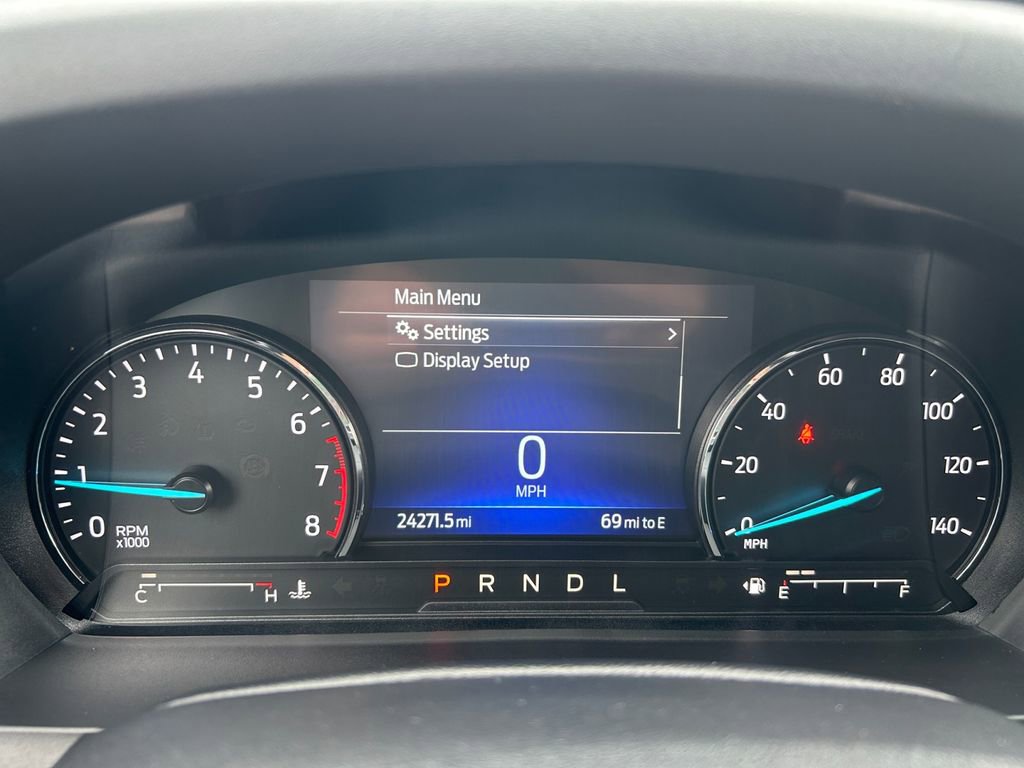 Main Menu
Settings
Display Setup
0
MPH
24271.5 mi
69 mi to E
0 1 2 3 4 5 6 7 8
RPM
x1000
0 20 40 60 80 100 120 140
MPH
C H
P R N D L
E F